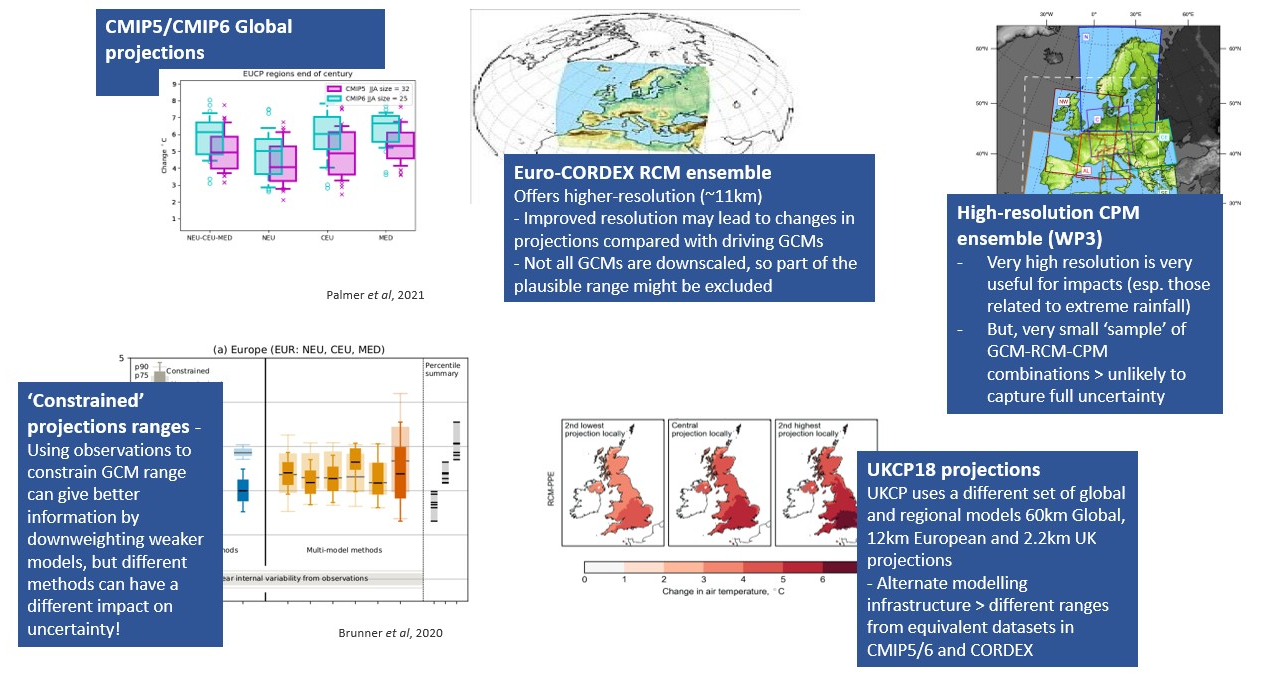 CMIP5/CMIP6 Global
projections
EUCP regions end of century
CMIP5 JJA size = 32
CMIP6 JJA size = 25
Change °C
9
8
7
6
5
4
3
2
1
NEU-CEU-MED NEU CEU MED
Palmer et al, 2021
Euro-CORDEX RCM ensemble
Offers higher-resolution (~11km)
- Improved resolution may lead to changes in
projections compared with driving GCMs
- Not all GCMs are downscaled, so part of the
plausible range might be excluded
30°W 0° 30°E 60°E
60°N 60°N
50°N 50°N
40°N 40°N
30°N
N
NW
C
AL
High-resolution CPM
ensemble (WP3)
- Very high resolution is very
useful for impacts (esp. those
related to extreme rainfall)
- But, very small ‘sample’ of
GCM-RCM-CPM
combinations > unlikely to
capture full uncertainty
(a) Europe (EUR: NEU, CEU, MED)
5
p90
p75
Constrained
Percentile
summary
Multi-model methods
ear internal variability from observations
Brunner et al, 2020
‘Constrained’
projections ranges -
Using observations to
constrain GCM range
can give better
information by
downweighting weaker
models, but different
methods can have a
different impact on
uncertainty!
2nd lowest
projection locally
Central
projection locally
2nd highest
projection locally
RCM-PPE
0 1 2 3 4 5 6
Change in air temperature, °C
UKCP18 projections
UKCP uses a different set of global
and regional models 60km Global,
12km European and 2.2km UK
projections
- Alternate modelling
infrastructure > different ranges
from equivalent datasets in
CMIP5/6 and CORDEX